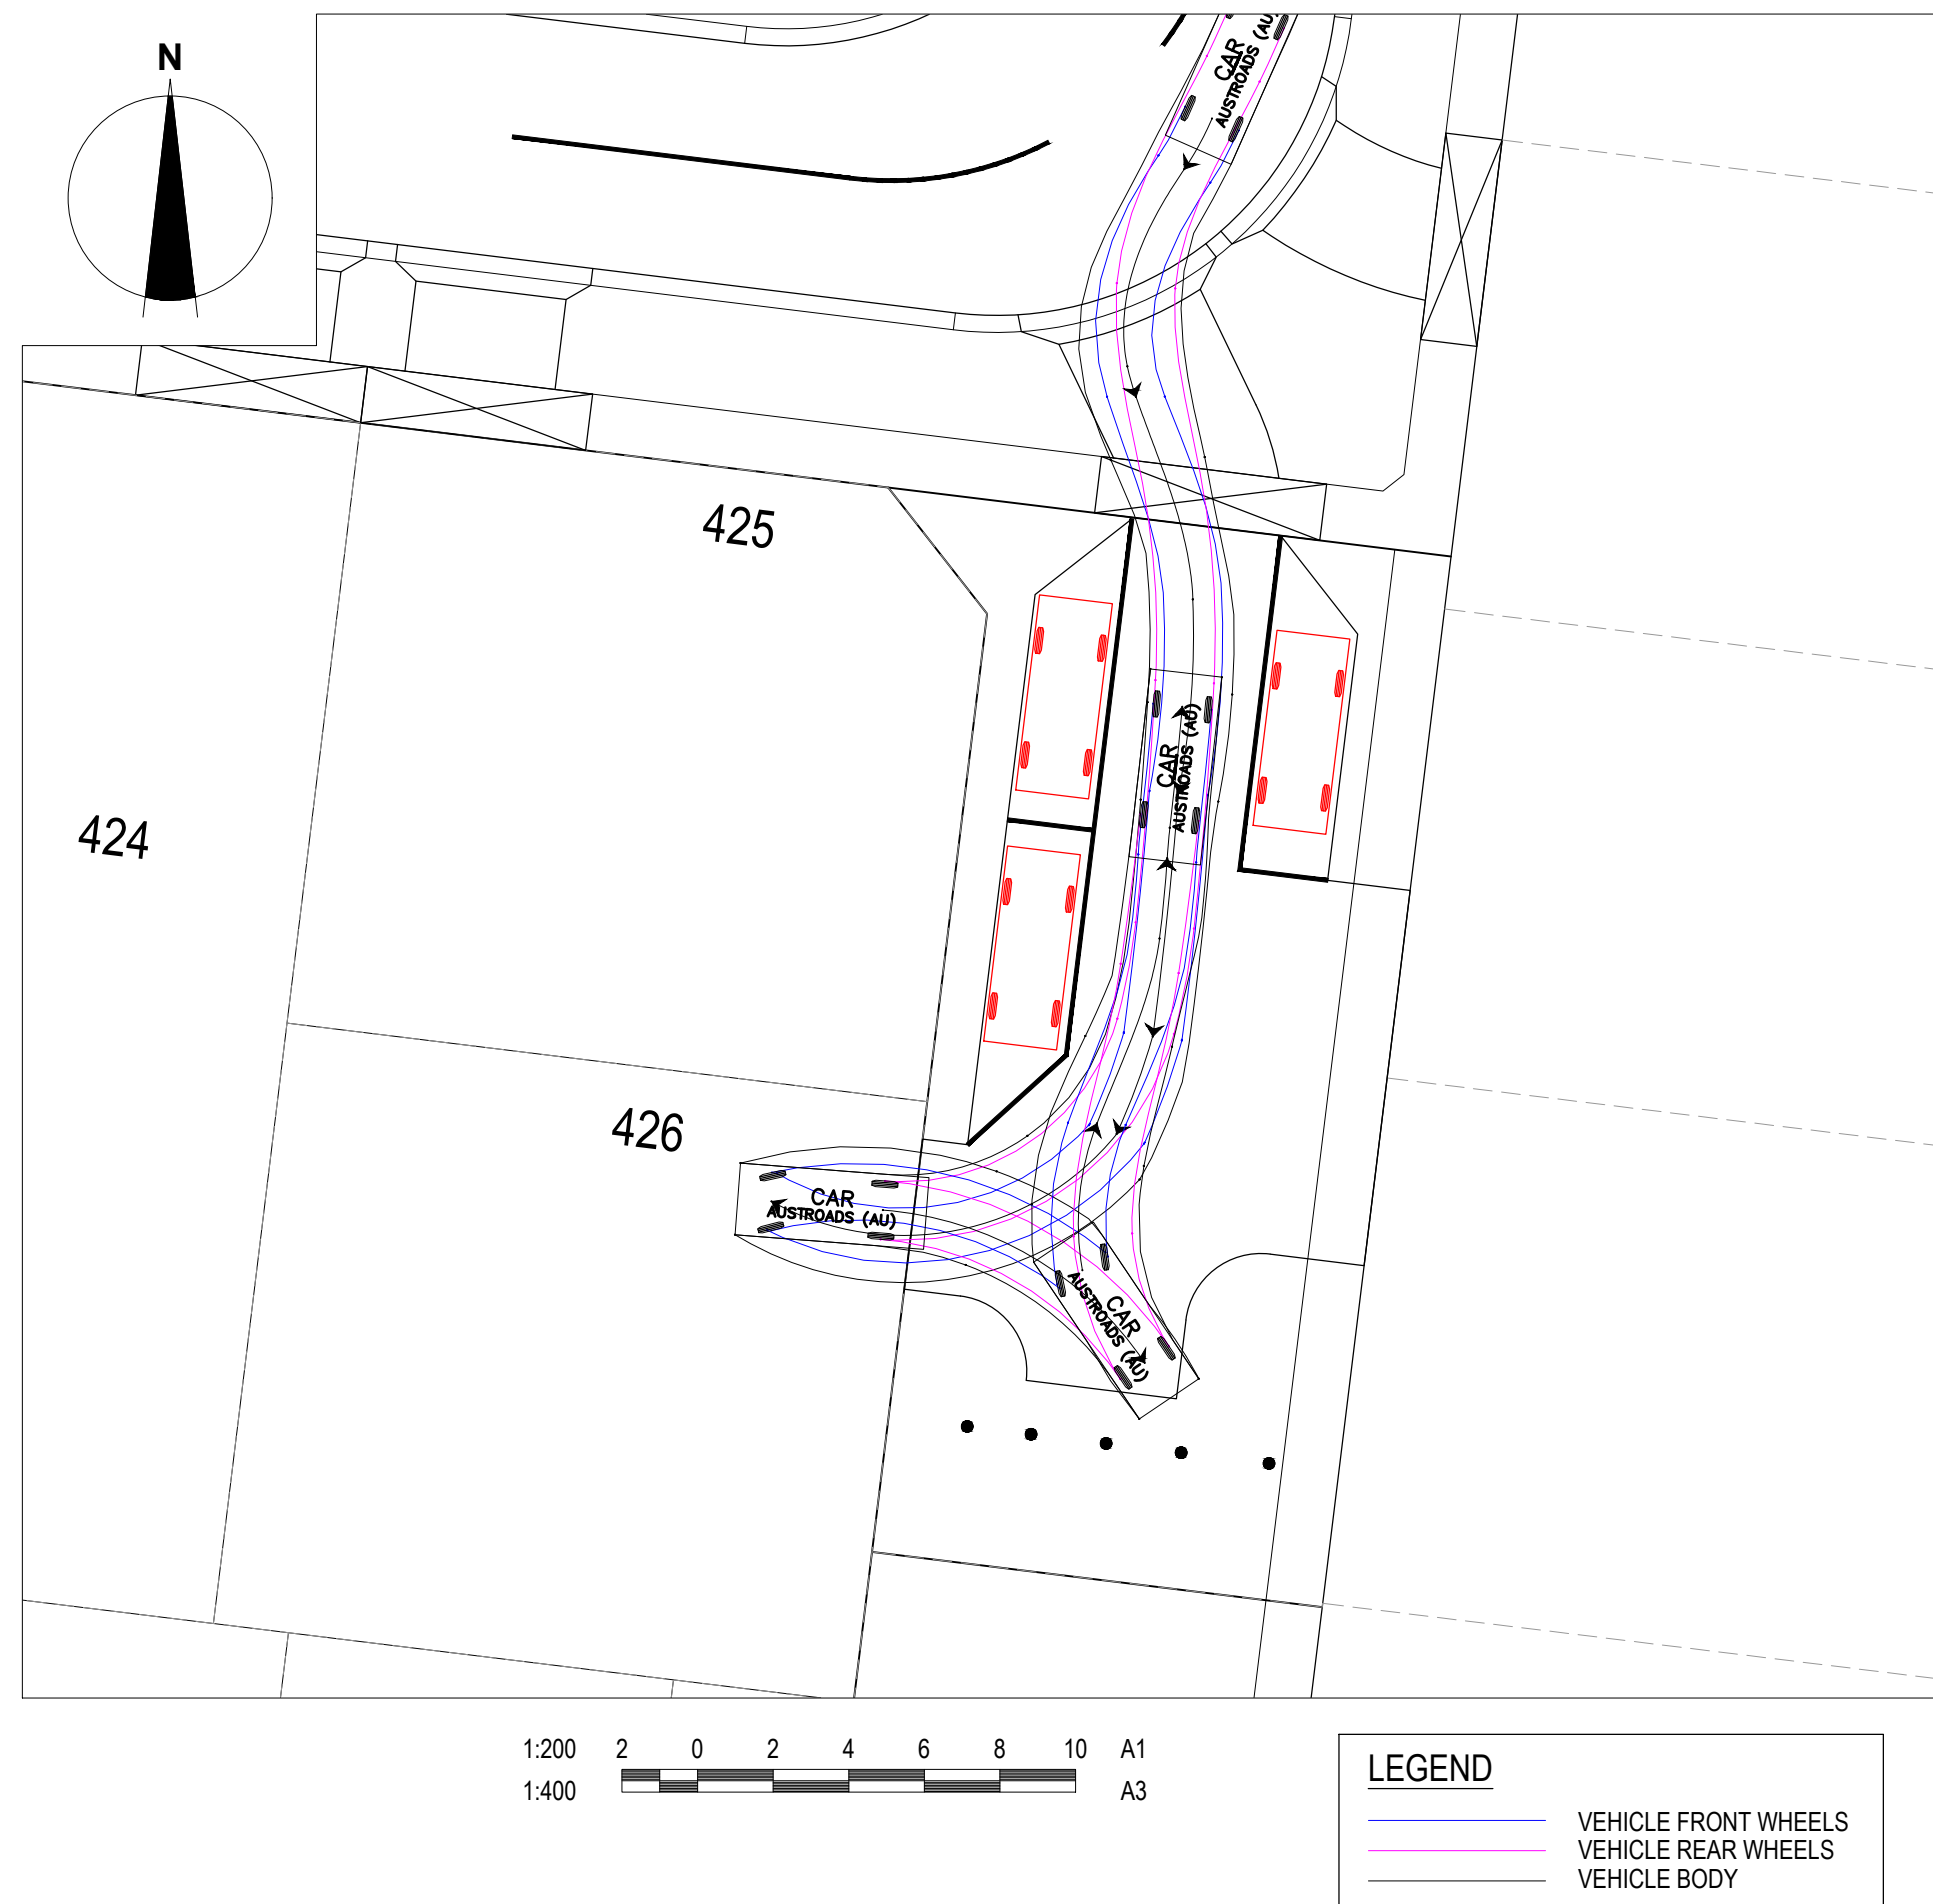 N
CAR
AUSTROADS (AU)
425
CAR
AUSTROADS (AU)
424
426
CAR
AUSTROADS (AU)
CAR
AUSTROADS (AU)
1:200 2 0 2 4 6 8 10 A1
1:400 A3
LEGEND
VEHICLE FRONT WHEELS
VEHICLE REAR WHEELS
VEHICLE BODY